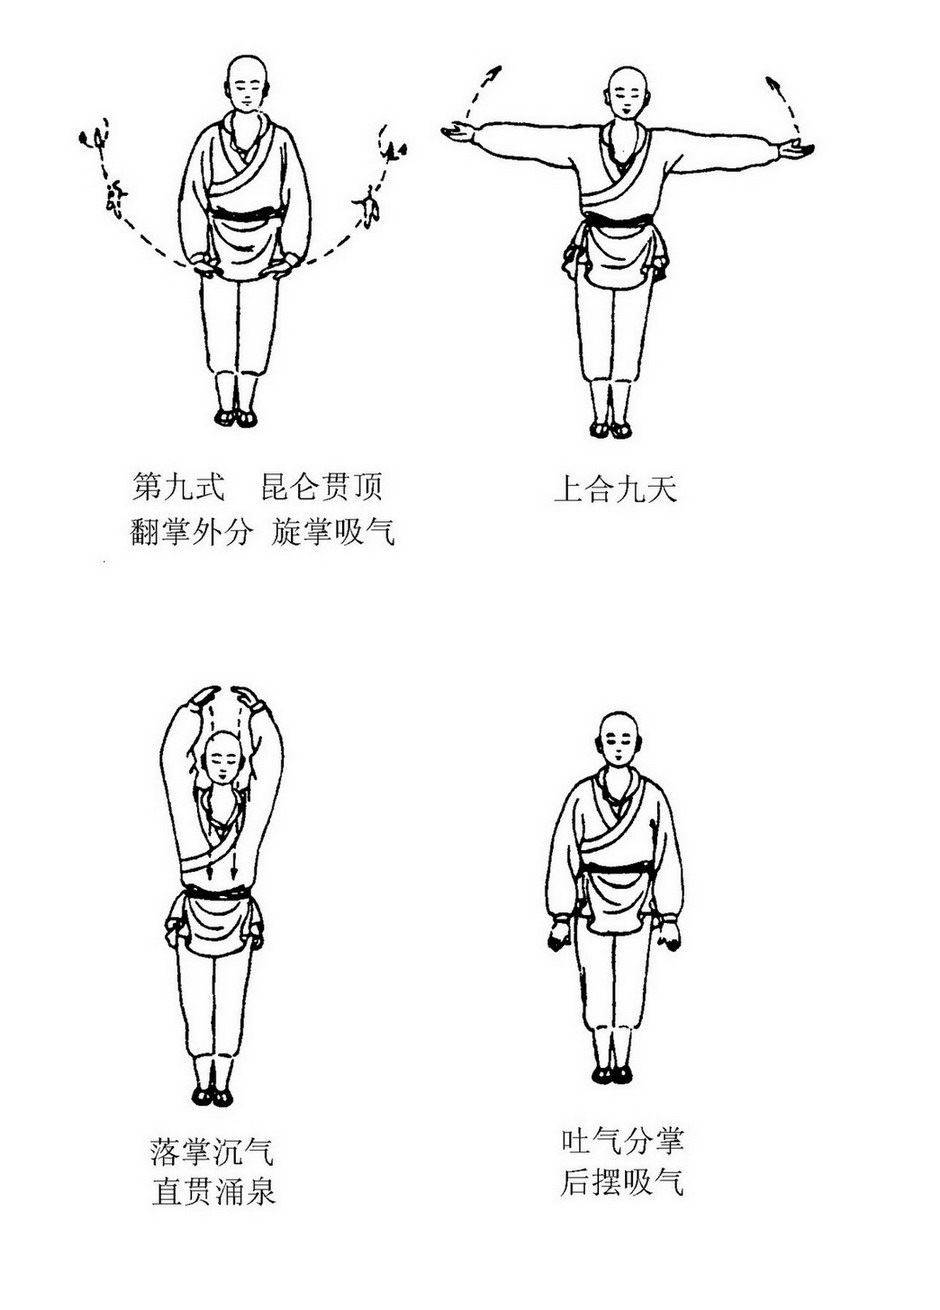 第九式 昆仑贯顶
翻掌外分 旋掌吸气
上合九天
落掌沉气
直贯涌泉
吐气分掌
后摆吸气